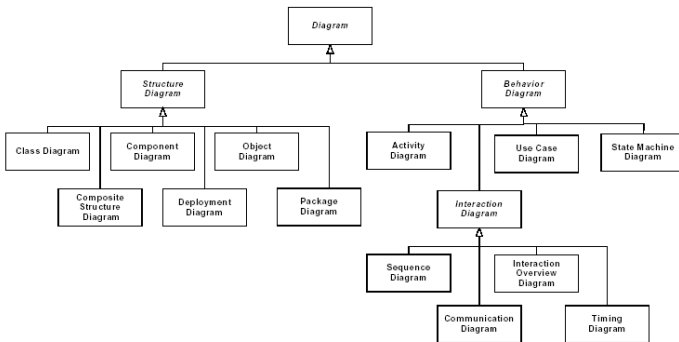 Diagram
Structure
Diagram
Behavior
Diagram
Class Diagram
Component
Diagram
Object
Diagram
Activity
Diagram
Use Case
Diagram
State Machine
Diagram
Composite
Structure
Diagram
Deployment
Diagram
Package
Diagram
Interaction
Diagram
Sequence
Diagram
Interaction
Overview
Diagram
Communication
Diagram
Timing
Diagram